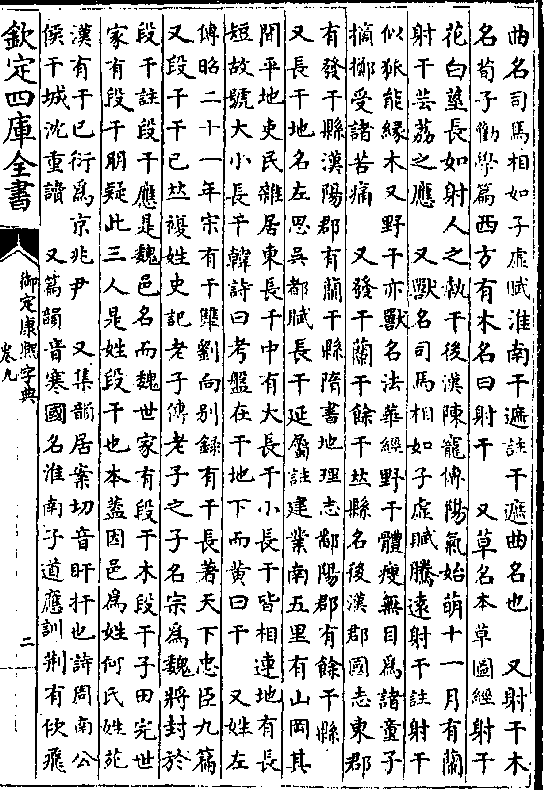 曲名司馬相如子虛賦淮南干遮註干遮曲名也　又射干木
名荀子勸學篇西方有木名曰射干　又草名本草圖經射干
花白莖長如射人之執干後漢陳寵傳陽氣始萌十一月有蘭
射干芸荔之應　又獸名司馬相如子虛賦騰遠射干註射干
似狐能縁木又野干亦獸名法華經野干體瘦無目爲諸童子
摘擲受諸苦痛　又發干蘭干餘干𠀤縣名後漢郡國志東郡
有發干縣漢陽郡有蘭干縣隋書地理志鄱陽郡有餘干縣
又長干地名左思吳都賦長干延屬註建業南五里有山岡其
間平地吏民雜居東長干中有大長干小長干皆相連地有長
短故號大小長干韓詩曰考盤在干地下而黄曰干　又姓左
傳昭二十一年宋有干犨劉向别録有干長著天下忠臣九篇
又段干干已𠀤複姓史記老子傳老子之子名宗爲魏將封於
段干註段干應是魏邑名而魏世家有段干木段干子田完世
家有段干朋疑此三人是姓段干也本蓋因邑爲姓何氏姓苑
漢有干已衍爲京兆尹　又集韻居案切音旰扞也詩周南公
侯干城沈重讀　又篇韻音寒國名淮南子道應訓荆有佽飛
欽定四庫全書
御定康熙字典
卷九
二